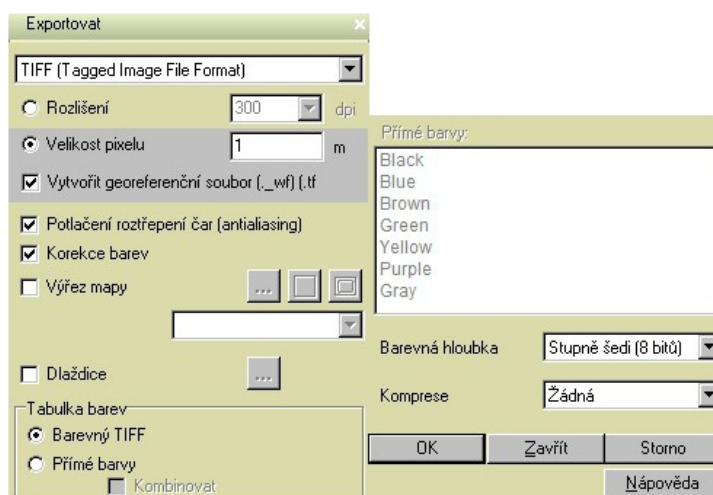 Exportovat
TIFF (Tagged Image File Format)
Rozlišení 300 dpi
Velikost pixelu 1 m
Vytvořit georeferenční soubor (._wf) (.tf
Potlačení roztřepení čar (antialiasing)
Korekce barev
Výřez mapy ...
Dlaždice ...
Tabulka barev
Barevný TIFF
Přímé barvy
Kombinovat
Přímé barvy:
Black
Blue
Brown
Green
Yellow
Purple
Gray
Barevná hloubka Stupně šedi (8 bitů)
Komprese Žádná
OK Zavřít Storno
Nápověda